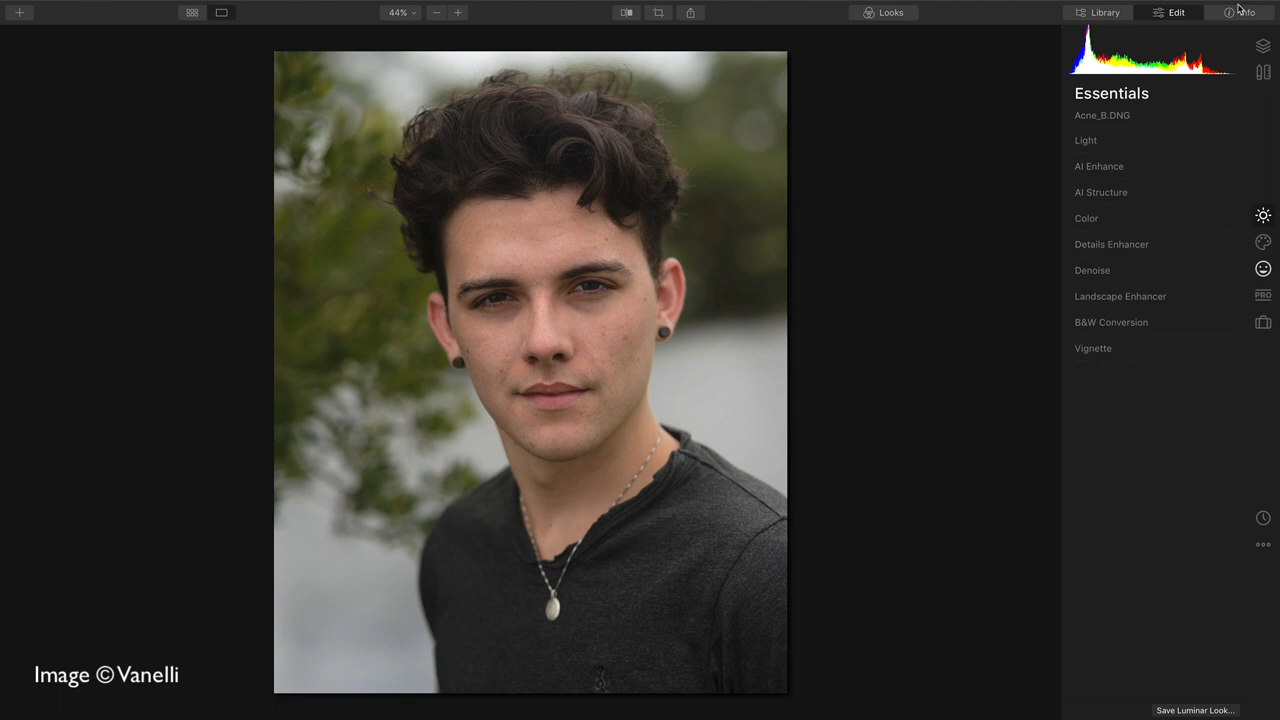 44%
Looks
Library
Edit
Info
Essentials
Acne_B.DNG
Light
AI Enhance
AI Structure
Color
Details Enhancer
Denoise
Landscape Enhancer
PRO
B&W Conversion
Vignette
Image ©Vanelli
Save Luminar Look...